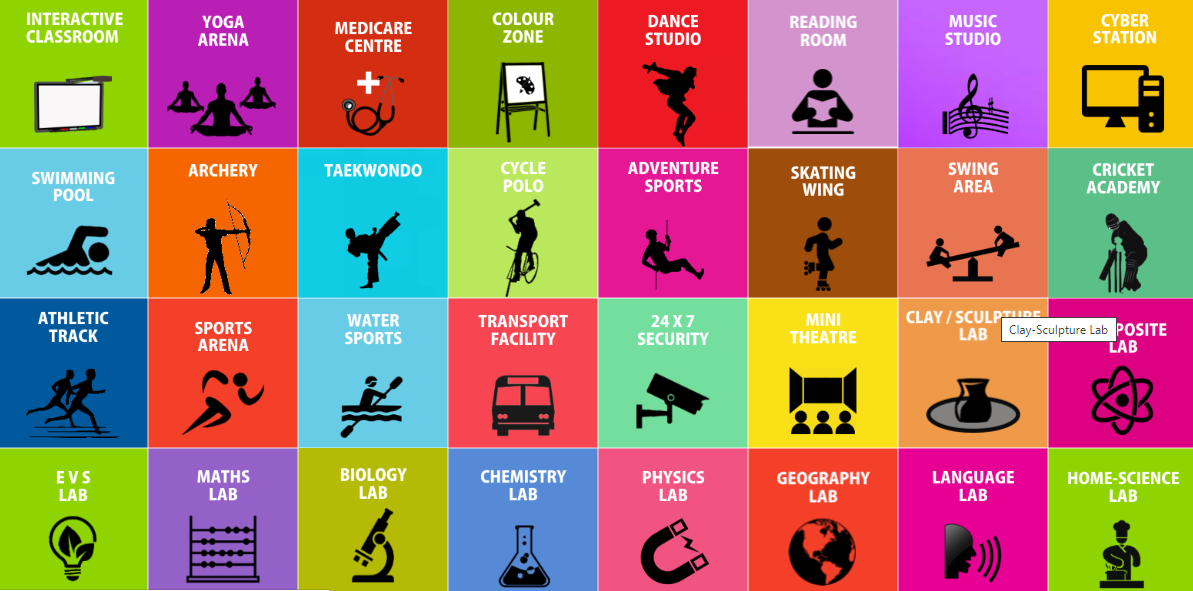 INTERACTIVE
CLASSROOM
YOGA
ARENA
MEDICARE
CENTRE
COLOUR
ZONE
DANCE
STUDIO
READING
ROOM
MUSIC
STUDIO
CYBER
STATION
SWIMMING
POOL
ARCHERY
TAEKWONDO
CYCLE
POLO
ADVENTURE
SPORTS
SKATING
WING
SWING
AREA
CRICKET
ACADEMY
ATHLETIC
TRACK
SPORTS
ARENA
WATER
SPORTS
TRANSPORT
FACILITY
24 X 7
SECURITY
MINI
THEATRE
CLAY / SCULPTURE
LAB
Clay-Sculpture Lab
POSITE
LAB
E V S
LAB
MATHS
LAB
BIOLOGY
LAB
CHEMISTRY
LAB
PHYSICS
LAB
GEOGRAPHY
LAB
LANGUAGE
LAB
HOME-SCIENCE
LAB